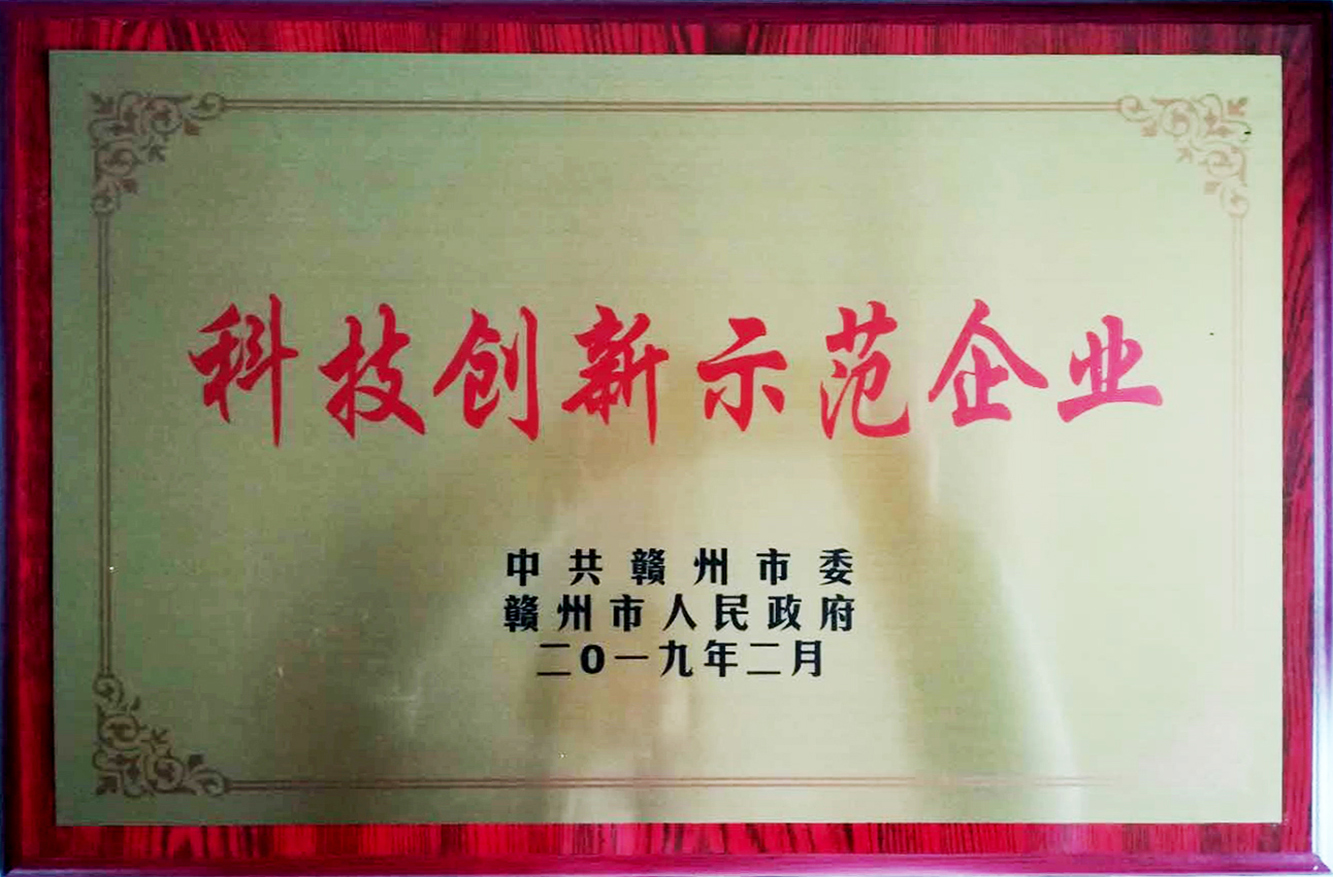 科技创新示范企业
中共赣州市委
赣州市人民政府
二0一九年二月